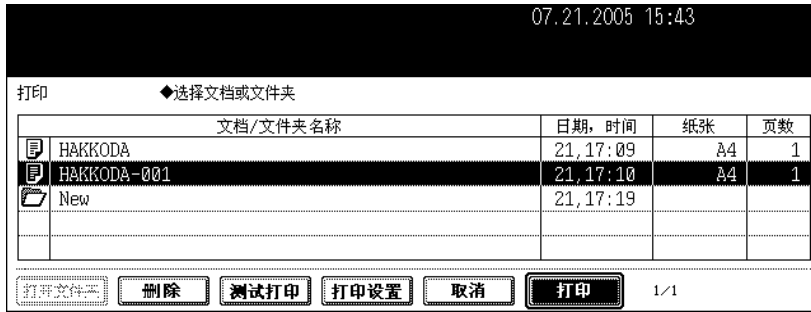 07.21.2005 15:43
打印 ◆选择文档或文件夹
文档/文件夹名称 日期，时间 纸张 页数
HAKKODA 21,17:09 A4 1
HAKKODA-001 21,17:10 A4 1
New 21,17:19
打开文件夹 删除 测试打印 打印设置 取消 打印 1/1